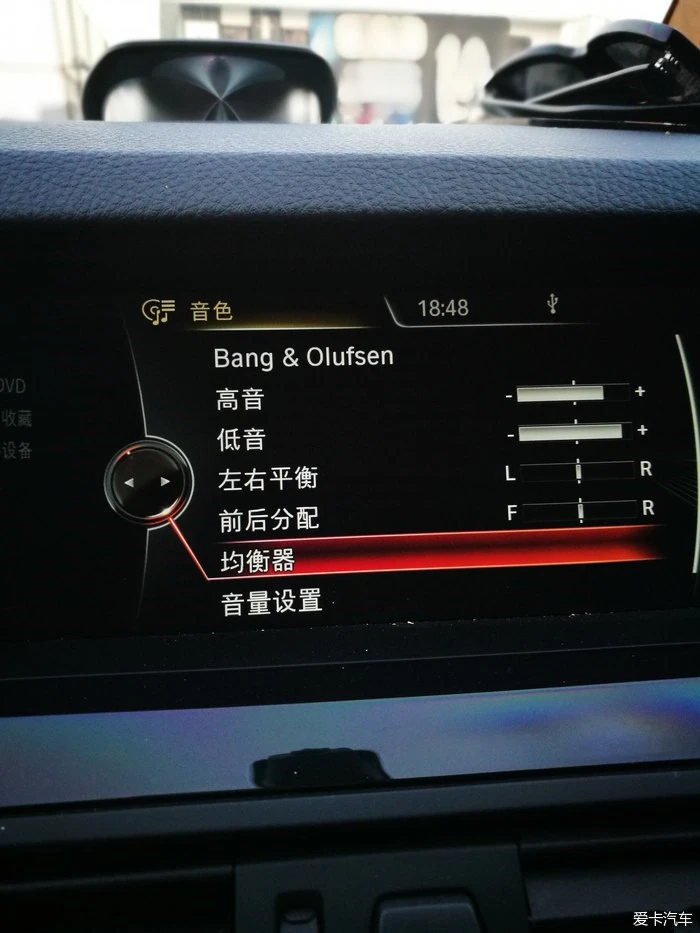 音色 18:48
Bang & Olufsen
DVD
高音 - +
收藏
低音 - +
设备
左右平衡 L R
前后分配 F R
均衡器
音量设置
爱卡汽车